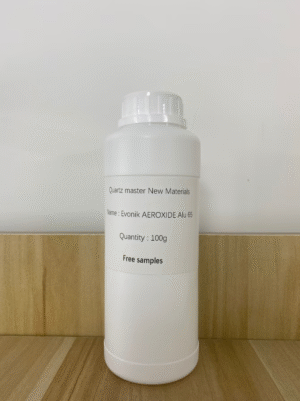 Quartz master New Materials
Name : Evonik AEROXIDE Alu 65
Quantity : 100g
Free samples